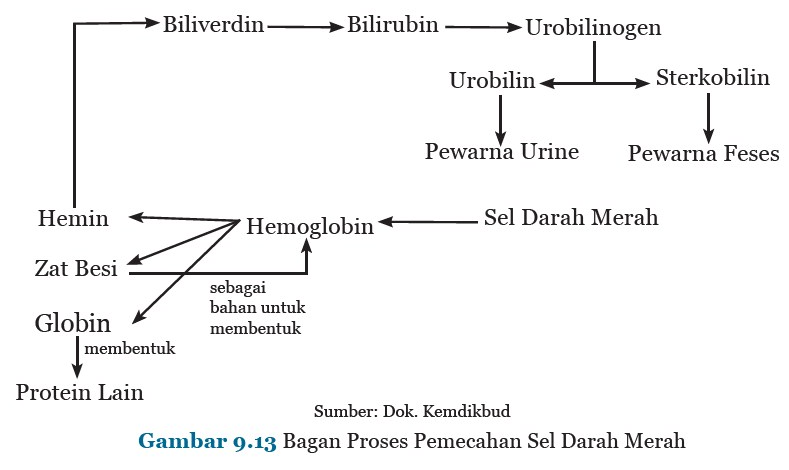 Biliverdin
Bilirubin
Urobilinogen
Urobilin
Sterkobilin
Pewarna Urine
Pewarna Feses
Hemin
Hemoglobin
Sel Darah Merah
Zat Besi
sebagai
bahan untuk
membentuk
Globin
membentuk
Protein Lain
Sumber: Dok. Kemdikbud
Gambar 9.13 Bagan Proses Pemecahan Sel Darah Merah